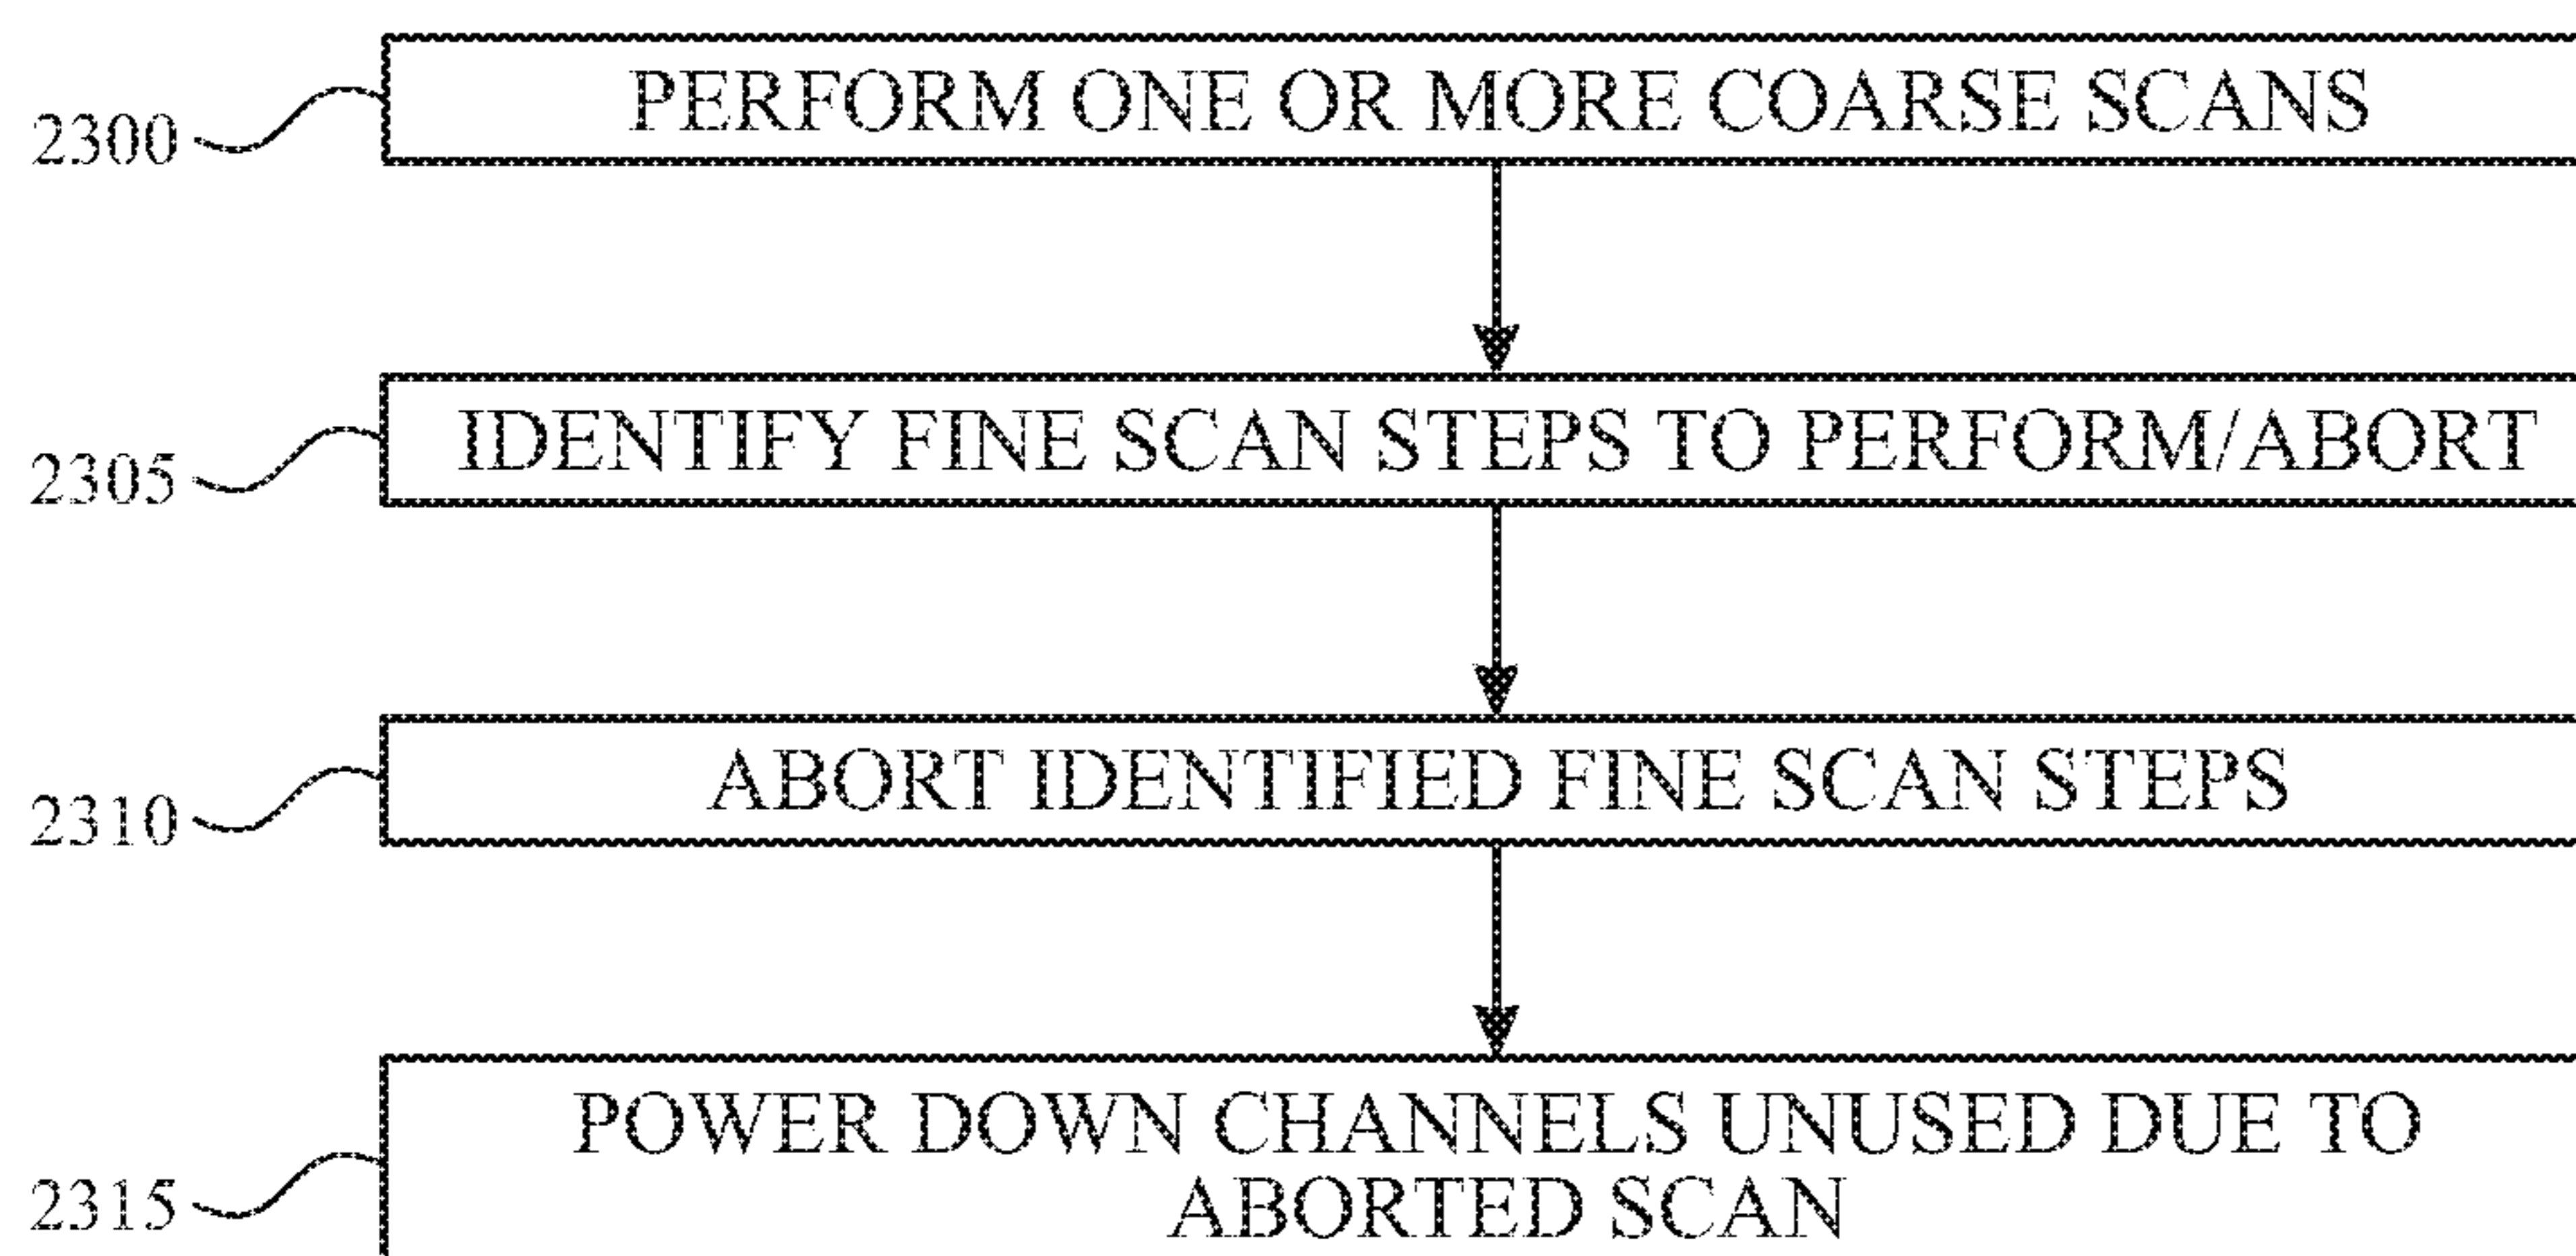 2300 PERFORM ONE OR MORE COARSE SCANS
2305 IDENTIFY FINE SCAN STEPS TO PERFORM/ABORT
2310 ABORT IDENTIFIED FINE SCAN STEPS
POWER DOWN CHANNELS UNUSED DUE TO
2315 ABORTED SCAN